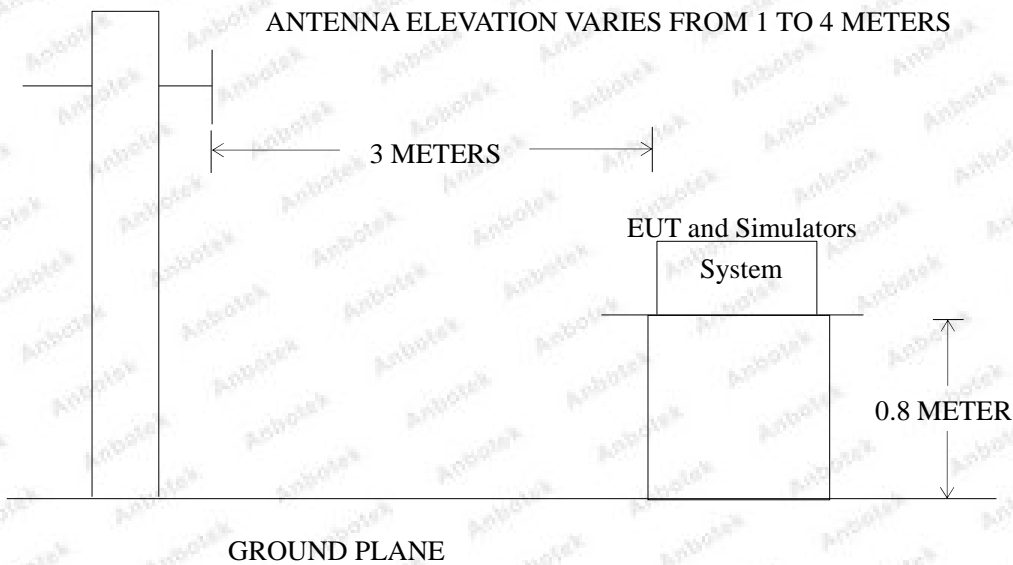 ANTENNA ELEVATION VARIES FROM 1 TO 4 METERS
3 METERS
EUT and Simulators
System
0.8 METER
GROUND PLANE
Anbotek